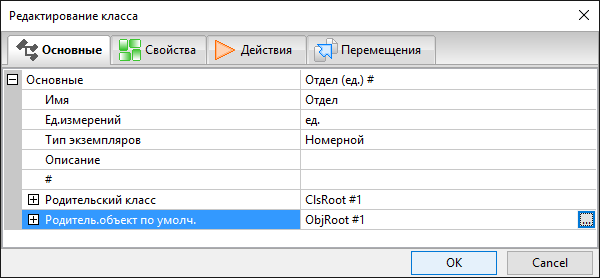 Редактирование класса
Основные Свойства Действия Перемещения
Основные Отдел (ед.) #
Имя Отдел
Ед.измерений ед.
Тип экземпляров Номерной
Описание
#
Родительский класс ClsRoot #1
Родитель.объект по умолч. ObjRoot #1 ...
OK Cancel